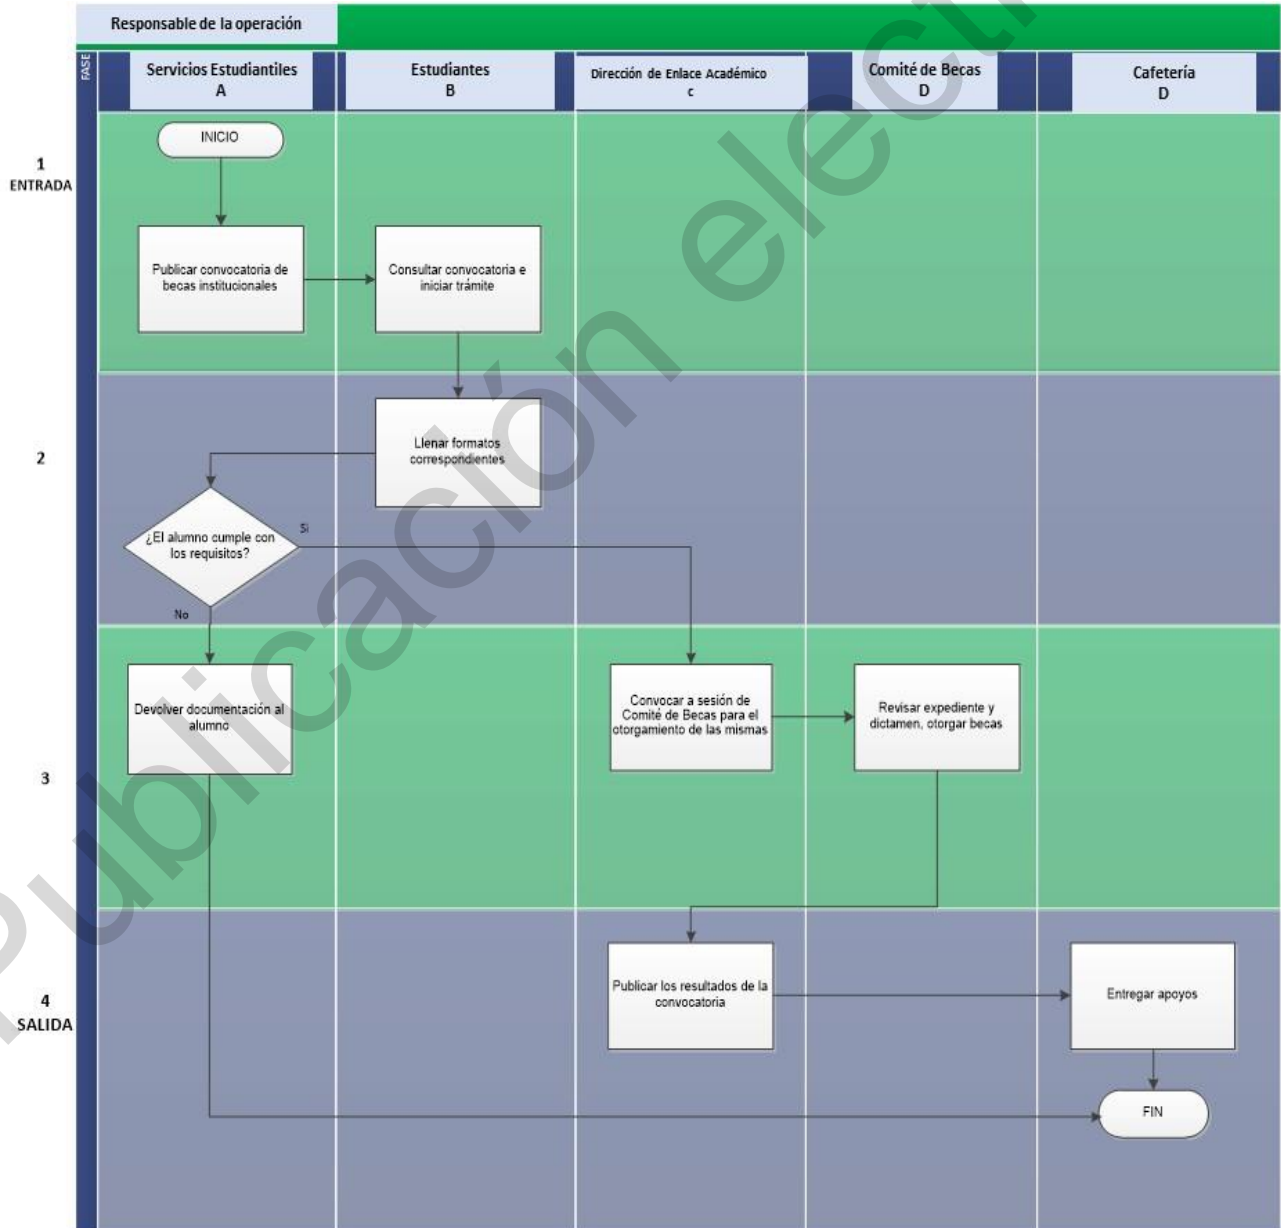 Responsable de la operación
FASE
Servicios Estudiantiles
A
Estudiantes
B
Dirección de Enlace Académico
c
Comité de Becas
D
Cafetería
D
1
ENTRADA
INICIO
Publicar convocatoria de
becas institucionales
Consultar convocatoria e
iniciar trámite
2
Llenar formatos
correspondientes
¿El alumno cumple con
los requisitos?
Si
No
3
Devolver documentación al
alumno
Convocar a sesión de
Comité de Becas para el
otorgamiento de las mismas
Revisar expediente y
dictamen, otorgar becas
4
SALIDA
Publicar los resultados de la
convocatoria
Entregar apoyos
FIN
Publicación electr